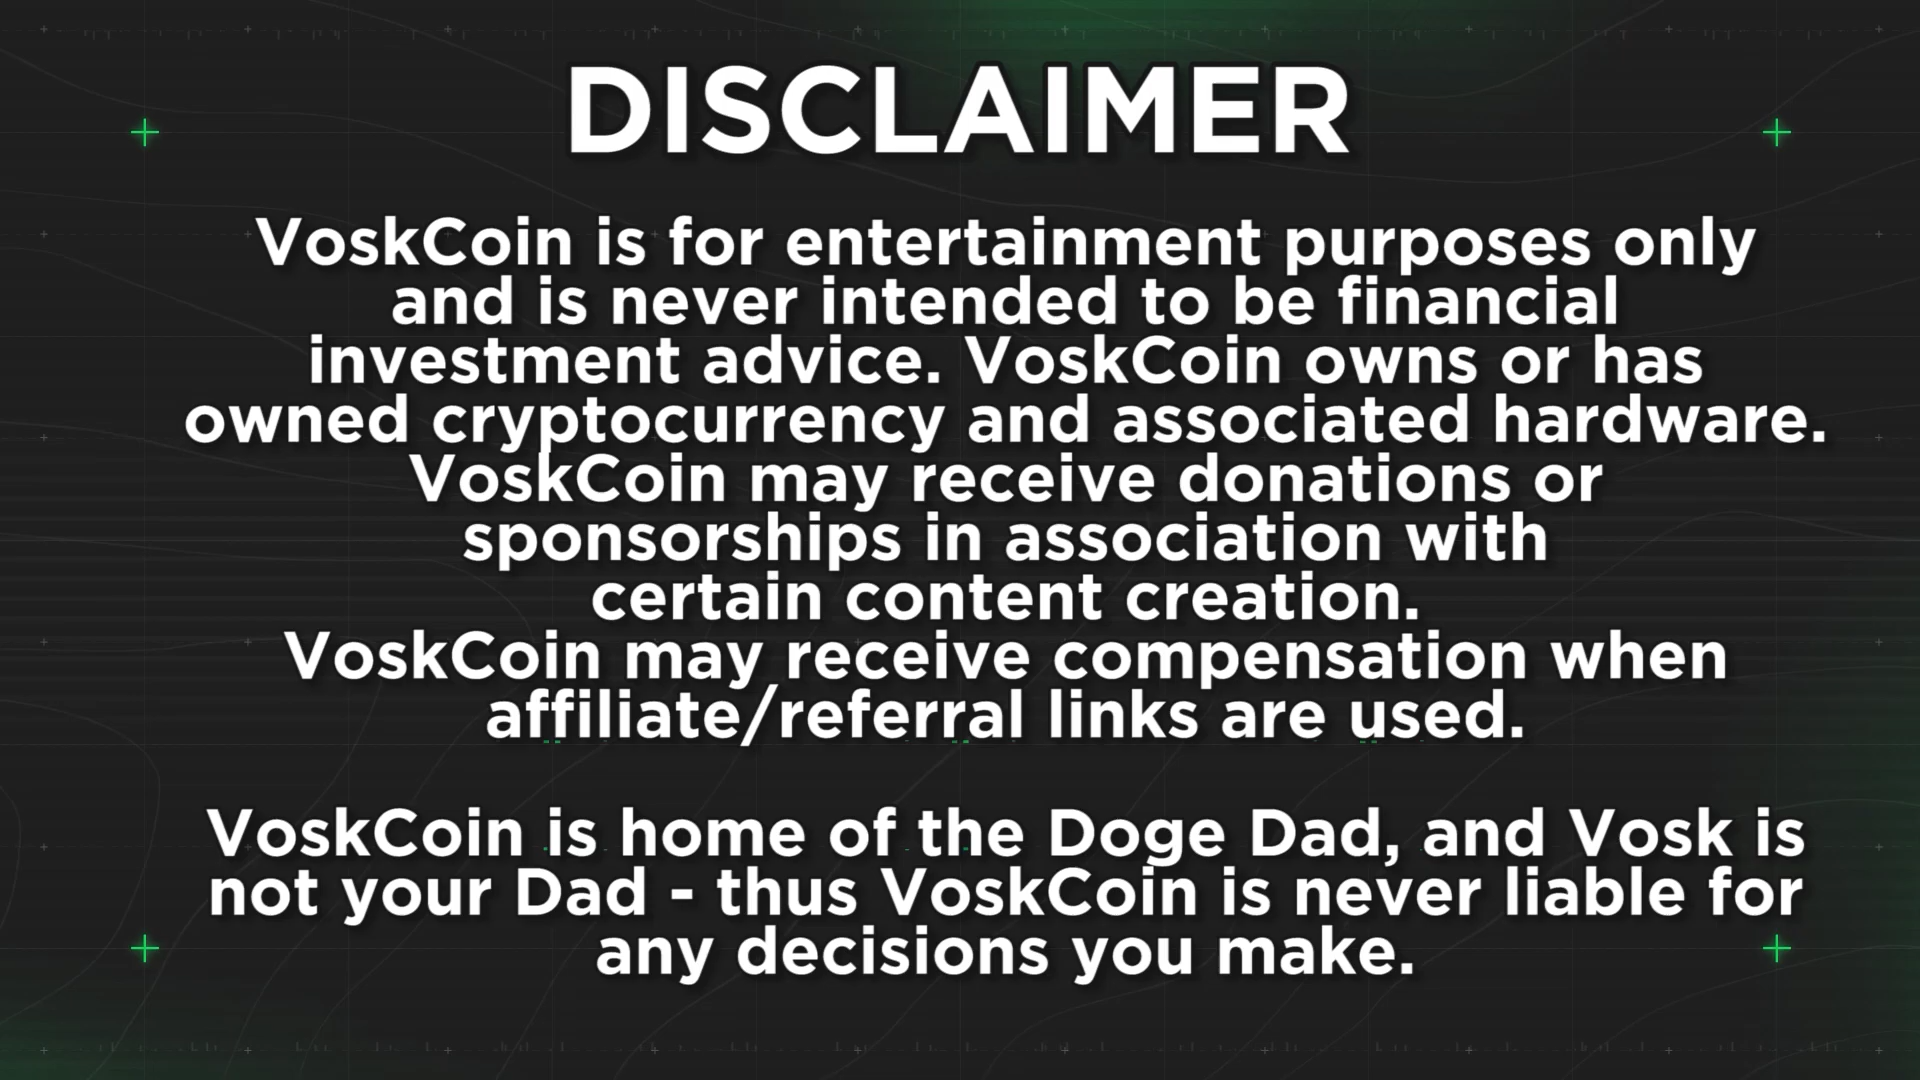 DISCLAIMER
VoskCoin is for entertainment purposes only
and is never intended to be financial
investment advice. VoskCoin owns or has
owned cryptocurrency and associated hardware.
VoskCoin may receive donations or
sponsorships in association with
certain content creation.
VoskCoin may receive compensation when
affiliate/referral links are used.
VoskCoin is home of the Doge Dad, and Vosk is
not your Dad - thus VoskCoin is never liable for
any decisions you make.